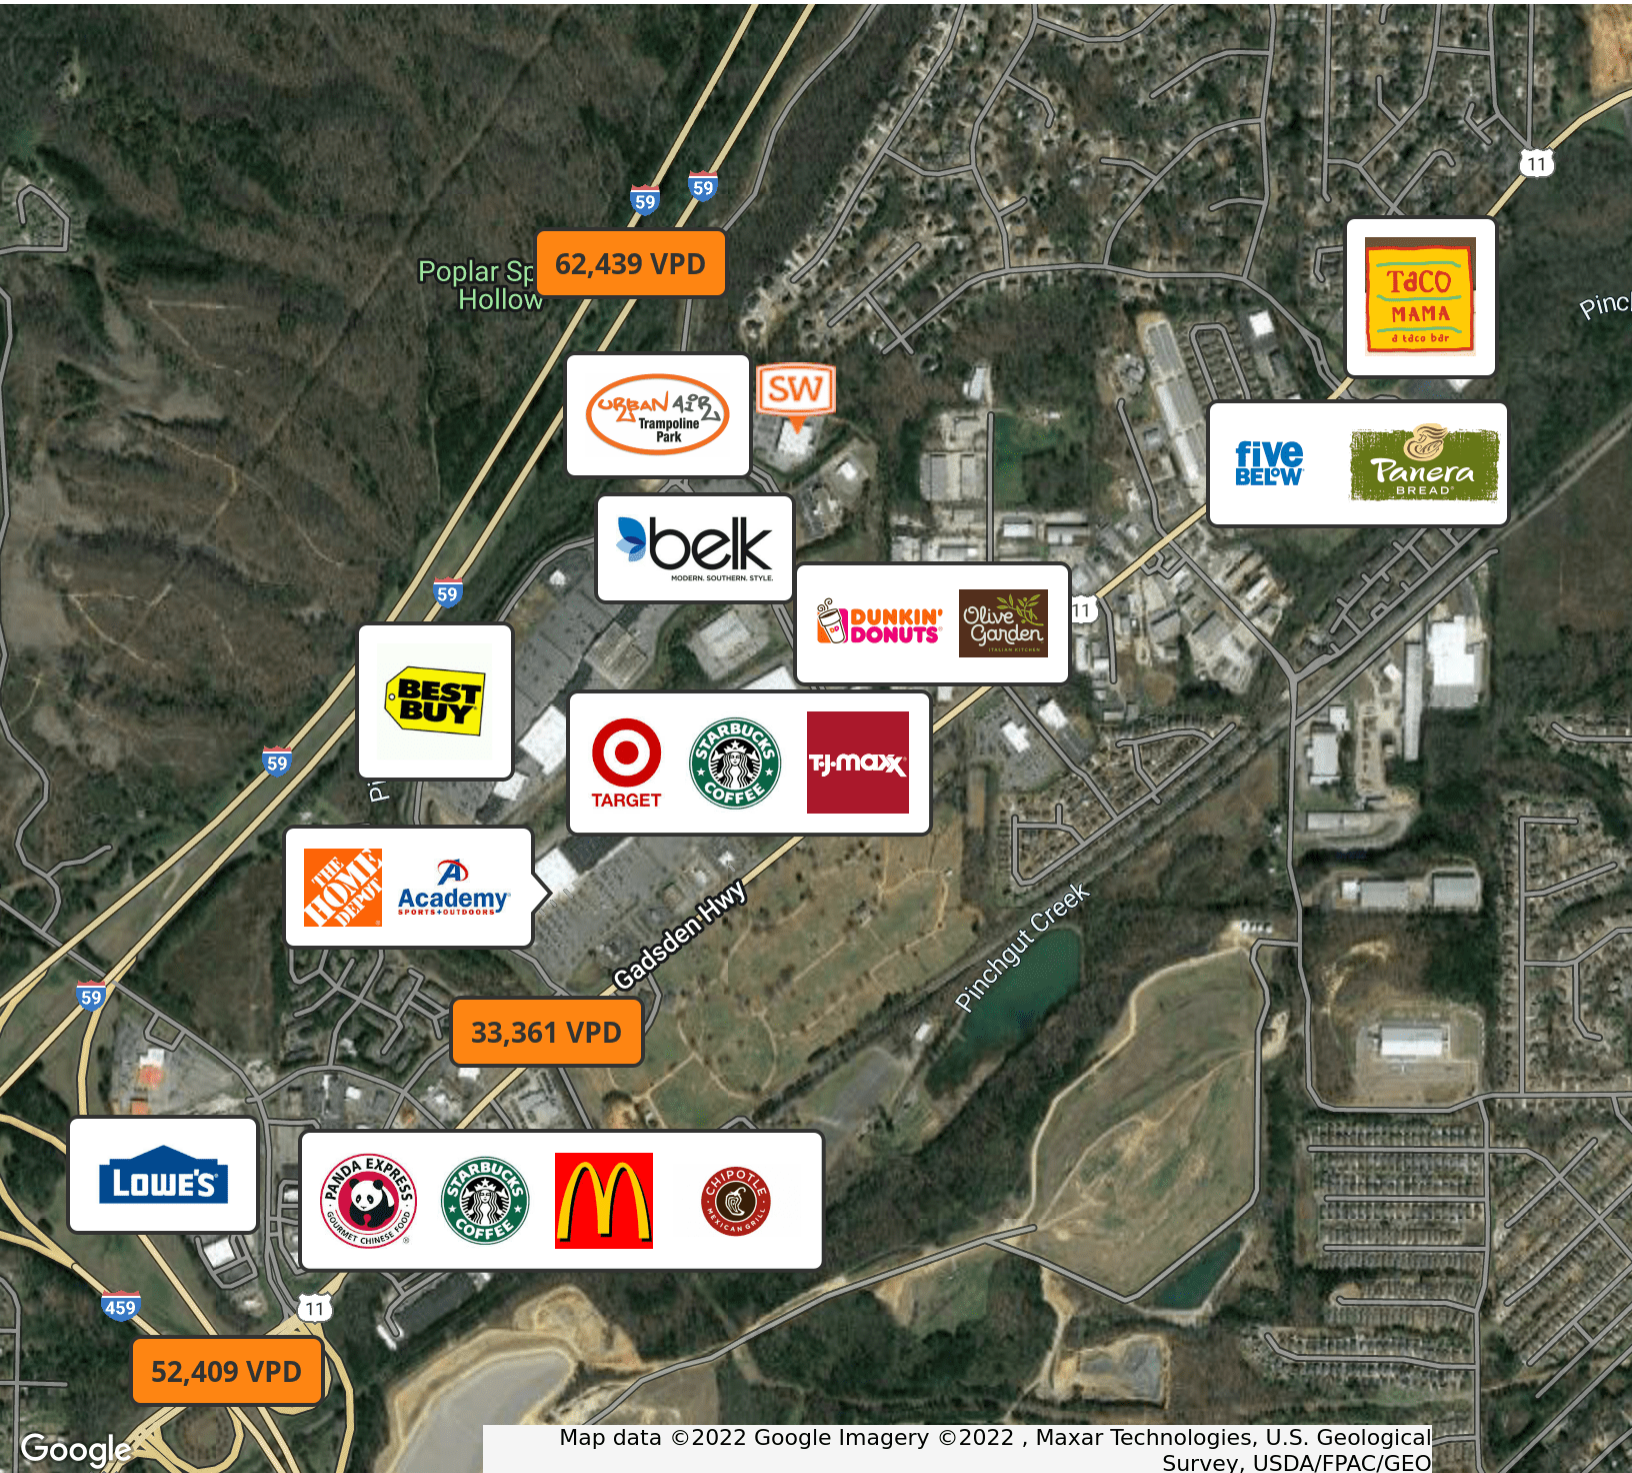 11
59
59
62,439 VPD
Poplar Sp
Hollow
TaCO
MAMA
a taco bar
Pinc
URBAN AiR
Trampoline
Park
SW
five
BELOW
Panera
BREAD
belk
MODERN. SOUTHERN. STYLE.
59
DUNKIN'
DONUTS
Olive
Garden
ITALIAN KITCHEN
11
BEST
BUY
59
Pi
TARGET
STARBUCKS
COFFEE
T·J·maxx
THE
HOME
DEPOT
Academy
SPORTS+OUTDOORS
Gadsden Hwy
Pinchgut Creek
59
33,361 VPD
LOWE'S
PANDA EXPRESS
GOURMET CHINESE FOOD
STARBUCKS
COFFEE
CHIPOTLE
MEXICAN GRILL
459
11
52,409 VPD
Google
Map data ©2022 Google Imagery ©2022 , Maxar Technologies, U.S. Geological
Survey, USDA/FPAC/GEO